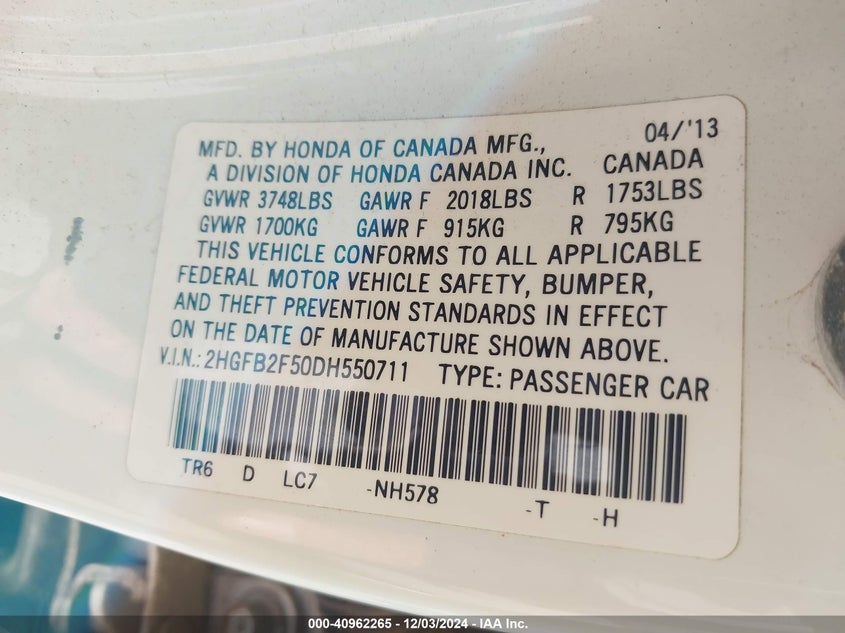 04/'13
MFD. BY HONDA OF CANADA MFG.,
A DIVISION OF HONDA CANADA INC. CANADA
GVWR 3748LBS GAWR F 2018LBS R 1753LBS
GVWR 1700KG GAWR F 915KG R 795KG
THIS VEHICLE CONFORMS TO ALL APPLICABLE
FEDERAL MOTOR VEHICLE SAFETY, BUMPER,
AND THEFT PREVENTION STANDARDS IN EFFECT
ON THE DATE OF MANUFACTURE SHOWN ABOVE.
V.I.N.: 2HGFB2F50DH550711 TYPE: PASSENGER CAR
TR6 D LC7 -NH578 -T -H
000-40962265 - 12/03/2024 - IAA Inc.